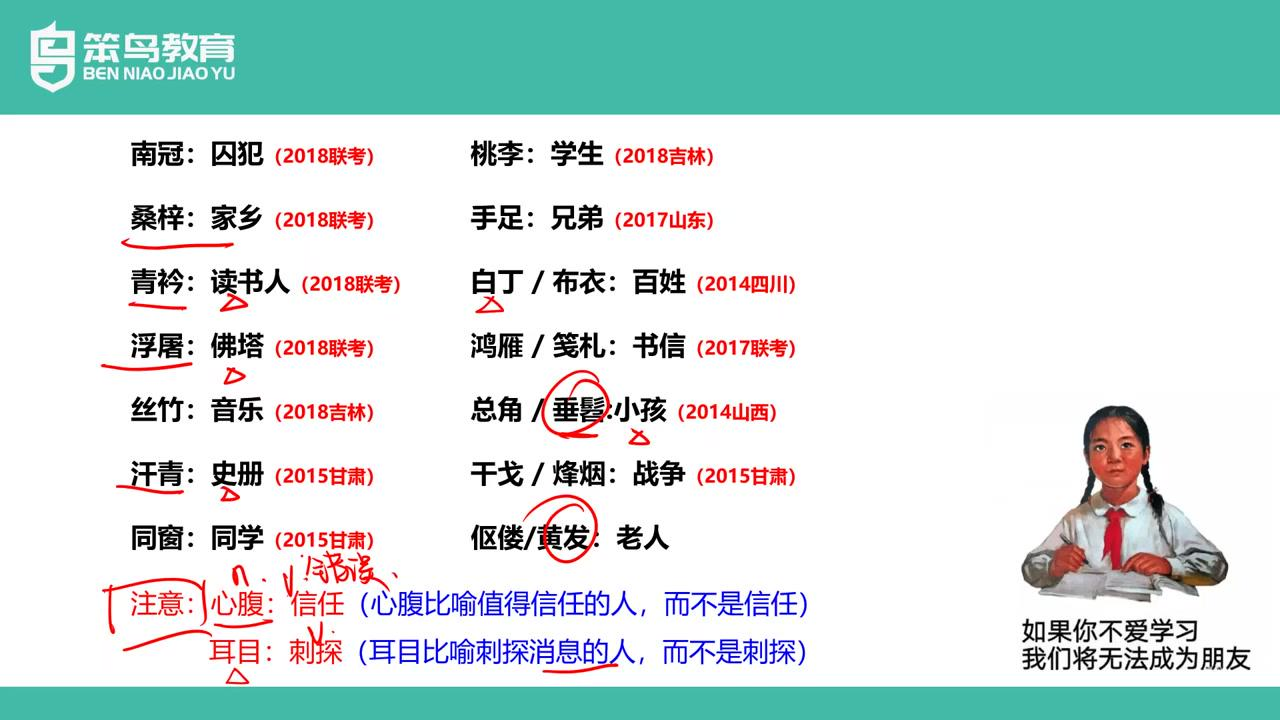 笨鸟教育
BEN NIAO JIAO YU
南冠：囚犯（2018联考）
桑梓：家乡（2018联考）
青衿：读书人（2018联考）
浮屠：佛塔（2018联考）
丝竹：音乐（2018吉林）
汗青：史册（2015甘肃）
同窗：同学（2015甘肃）
桃李：学生（2018吉林）
手足：兄弟（2017山东）
白丁 / 布衣：百姓（2014四川）
鸿雁 / 笺札：书信（2017联考）
总角 / 垂髫:小孩（2014山西）
干戈 / 烽烟：战争（2015甘肃）
伛偻/黄发：老人
n. v.
注意：心腹：信任（心腹比喻值得信任的人，而不是信任）
v.
耳目：刺探（耳目比喻刺探消息的人，而不是刺探）
如果你不爱学习
我们将无法成为朋友